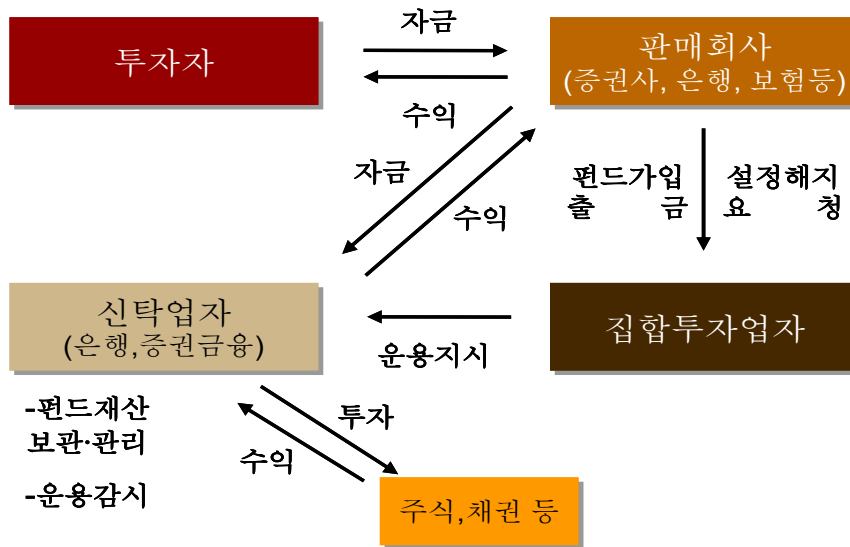 자금
투자자
판매회사
(증권사, 은행, 보험등)
수익
자금
수익
펀드가입 설정해지
출 금 요 청
신탁업자
(은행,증권금융)
집합투자업자
운용지시
-펀드재산
보관·관리
-운용감시
투자
수익
주식,채권 등